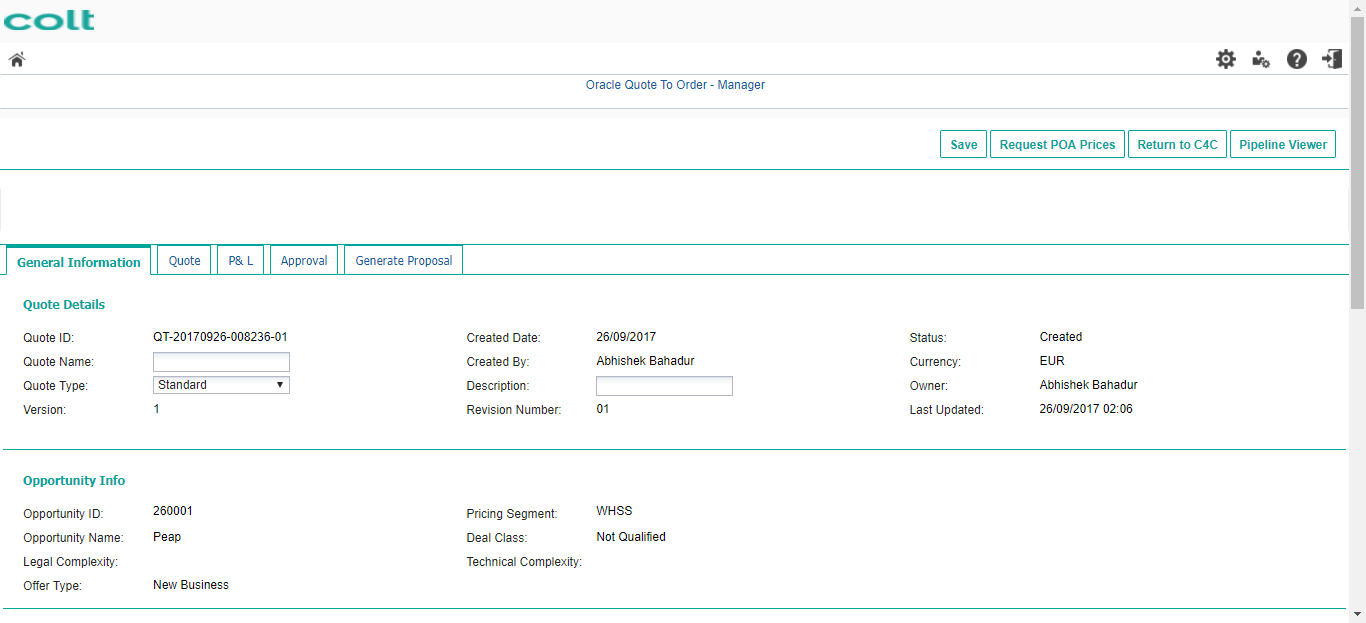 colt
Oracle Quote To Order - Manager
Save Request POA Prices Return to C4C Pipeline Viewer
General Information Quote P& L Approval Generate Proposal
Quote Details
Quote ID: QT-20170926-008236-01 Created Date: 26/09/2017 Status: Created
Quote Name: Created By: Abhishek Bahadur Currency: EUR
Quote Type: Standard Description: Owner: Abhishek Bahadur
Version: 1 Revision Number: 01 Last Updated: 26/09/2017 02:06
Opportunity Info
Opportunity ID: 260001 Pricing Segment: WHSS
Opportunity Name: Peap Deal Class: Not Qualified
Legal Complexity: Technical Complexity:
Offer Type: New Business